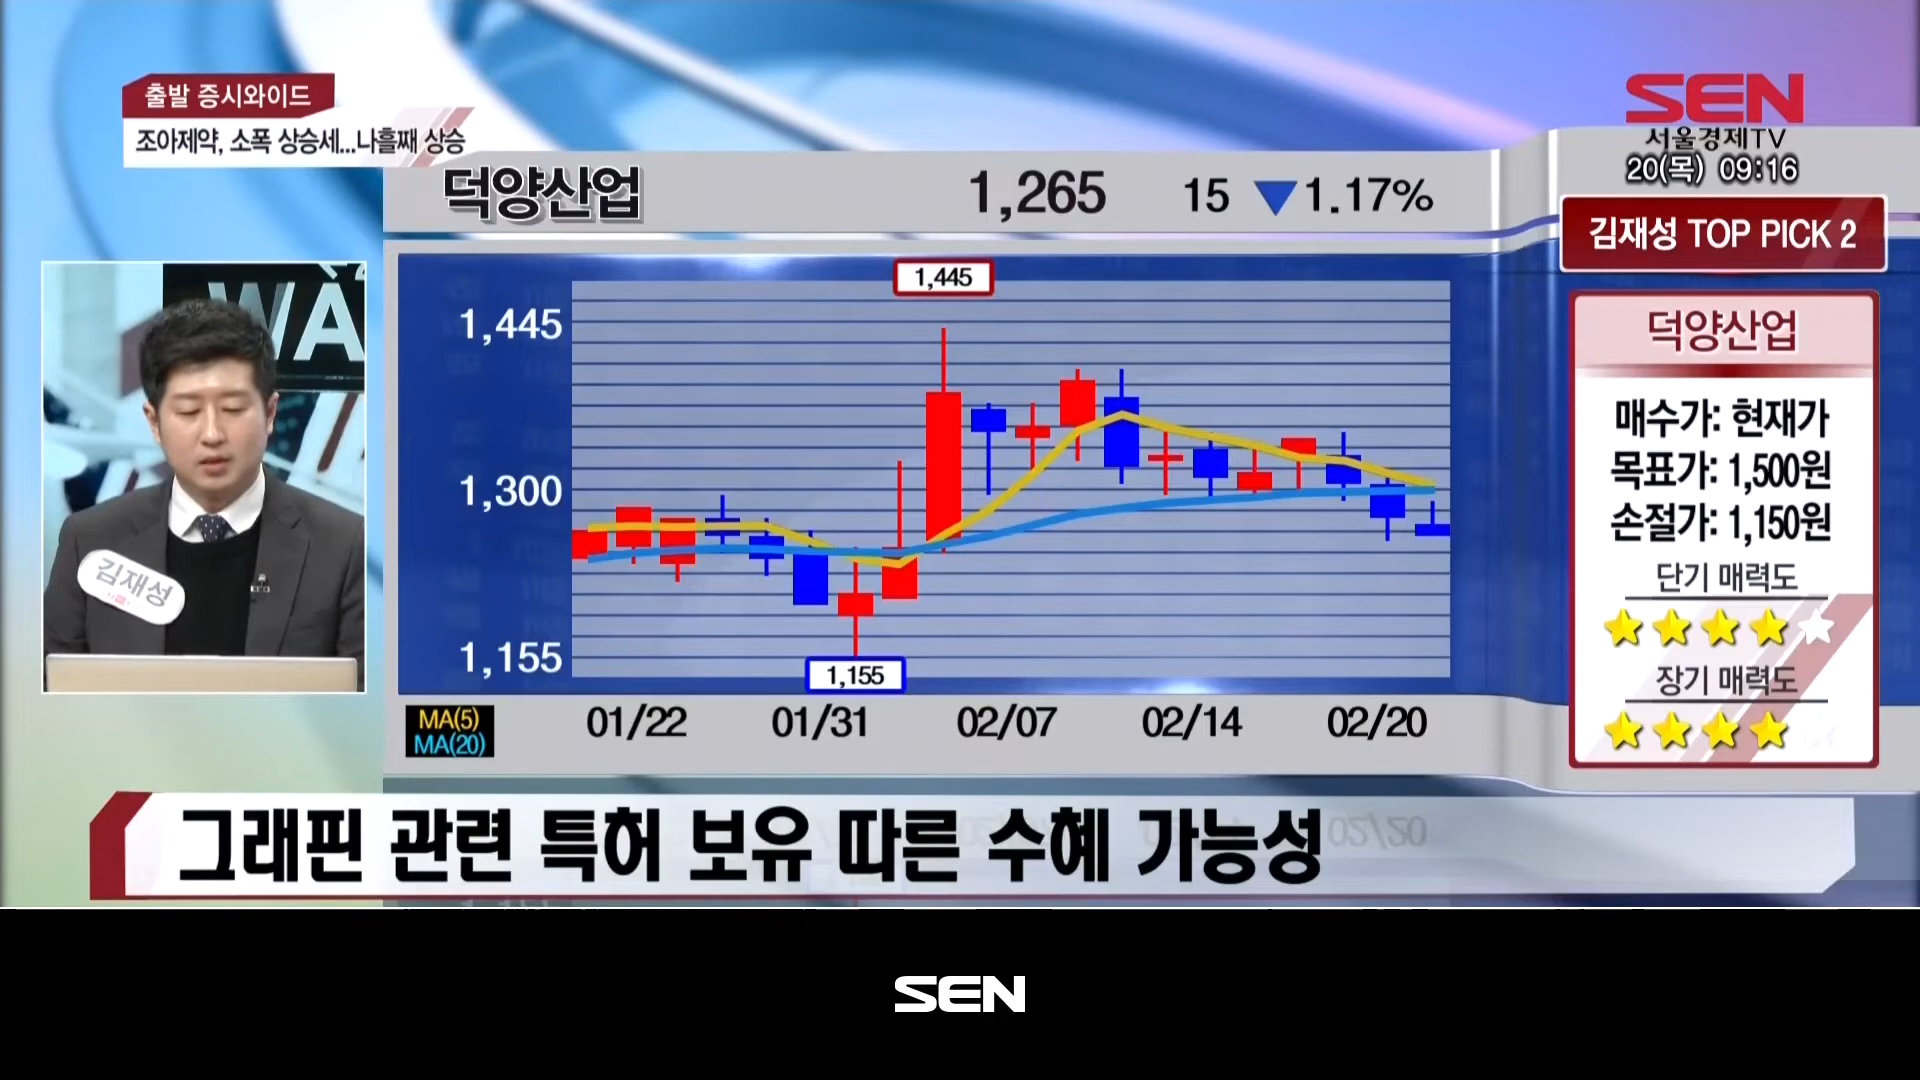 출발 증시와이드
조아제약, 소폭 상승세...나흘째 상승
SEN
서울경제TV
20(목) 09:16
덕양산업 1,265 15 ▼1.17%
김재성 TOP PICK 2
WÀ
김재성
1,445
1,445
1,300
1,155
1,155
MA(5)
MA(20)
01/22 01/31 02/07 02/14 02/20
덕양산업
매수가: 현재가
목표가: 1,500원
손절가: 1,150원
단기 매력도
장기 매력도
그래핀 관련 특허 보유 따른 수혜 가능성
SEN